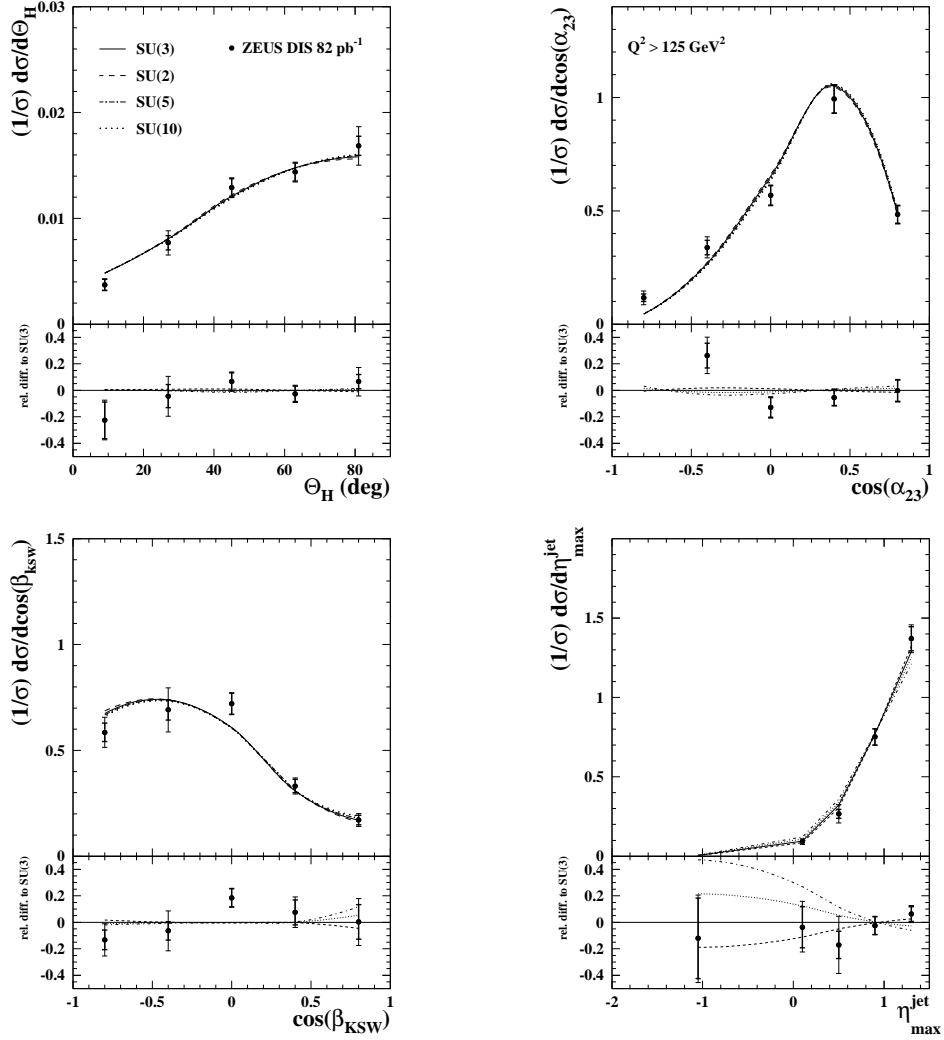 (1/σ) dσ/dΘ_H
0.04
SU(3)
ZEUS DIS 82 pb^-1
0.03
SU(2)
SU(5)
SU(10)
0.02
0.01
0
rel. diff. to SU(3)
0.4
0.2
0
-0.2
-0.4
0 20 40 60 80
Θ_H (deg)
(1/σ) dσ/dcos(α_23)
Q^2 > 125 GeV^2
1
0.5
0
rel. diff. to SU(3)
0.4
0.2
0
-0.2
-0.4
-1 -0.5 0 0.5 1
cos(α_23)
(1/σ) dσ/dcos(β_ksw)
1.5
1
0.5
0
rel. diff. to SU(3)
0.4
0.2
0
-0.2
-0.4
-1 -0.5 0 0.5 1
cos(β_KSW)
(1/σ) dσ/dη^jet_max
2
1.5
1
0.5
0
rel. diff. to SU(3)
0.4
0.2
0
-0.2
-0.4
-2 -1 0 1
η^jet_max